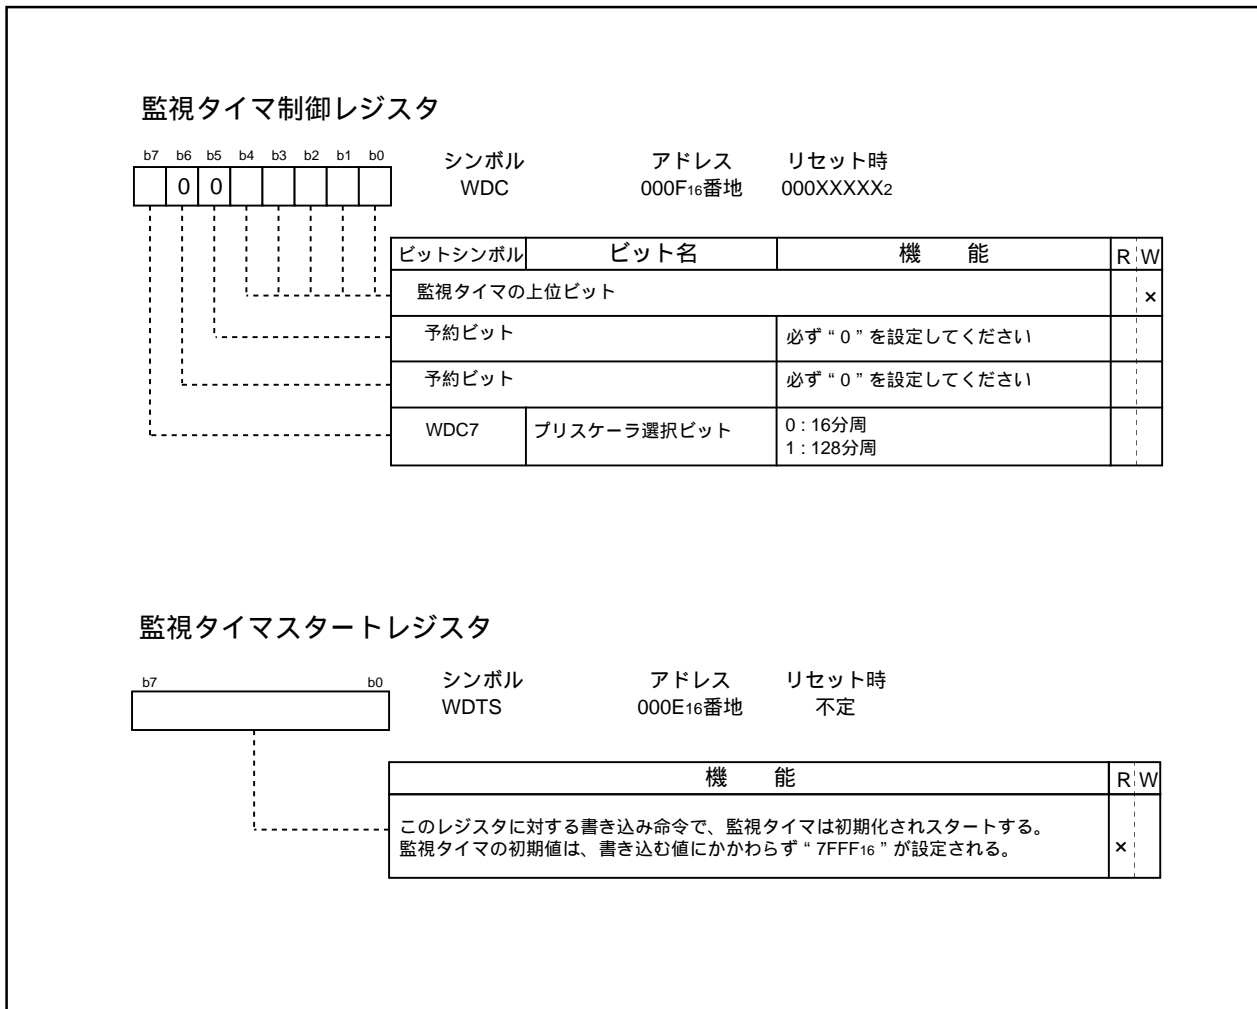 監視タイマ制御レジスタ
b7 b6 b5 b4 b3 b2 b1 b0
0 0
シンボル アドレス リセット時
WDC 000F16番地 000XXXXX2
ビットシンボル ビット名 機 能 R W
監視タイマの上位ビット ×
予約ビット 必ず“0”を設定してください
予約ビット 必ず“0”を設定してください
WDC7 プリスケーラ選択ビット 0 : 16分周
1 : 128分周
監視タイマスタートレジスタ
b7 b0
シンボル アドレス リセット時
WDTS 000E16番地 不定
機 能 R W
このレジスタに対する書き込み命令で、監視タイマは初期化されスタートする。
監視タイマの初期値は、書き込む値にかかわらず“7FFF16”が設定される。 ×